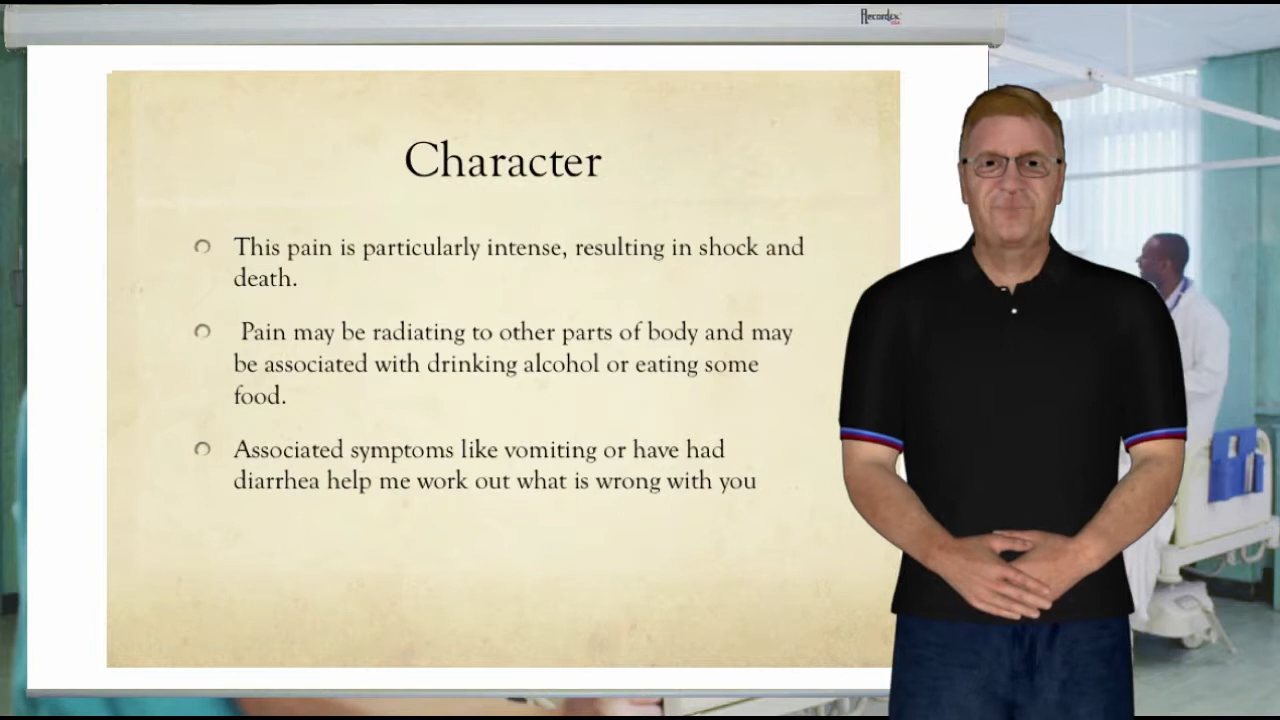 Recordex
USA
Character
This pain is particularly intense, resulting in shock and
death.
Pain may be radiating to other parts of body and may
be associated with drinking alcohol or eating some
food.
Associated symptoms like vomiting or have had
diarrhea help me work out what is wrong with you